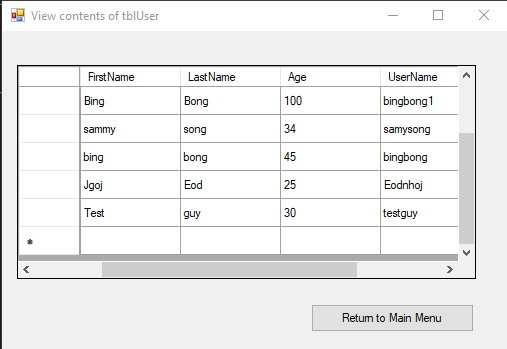 View contents of tblUser
FirstName LastName Age UserName
Bing Bong 100 bingbong1
sammy song 34 samysong
bing bong 45 bingbong
Jgoj Eod 25 Eodnhoj
Test guy 30 testguy
*
Return to Main Menu